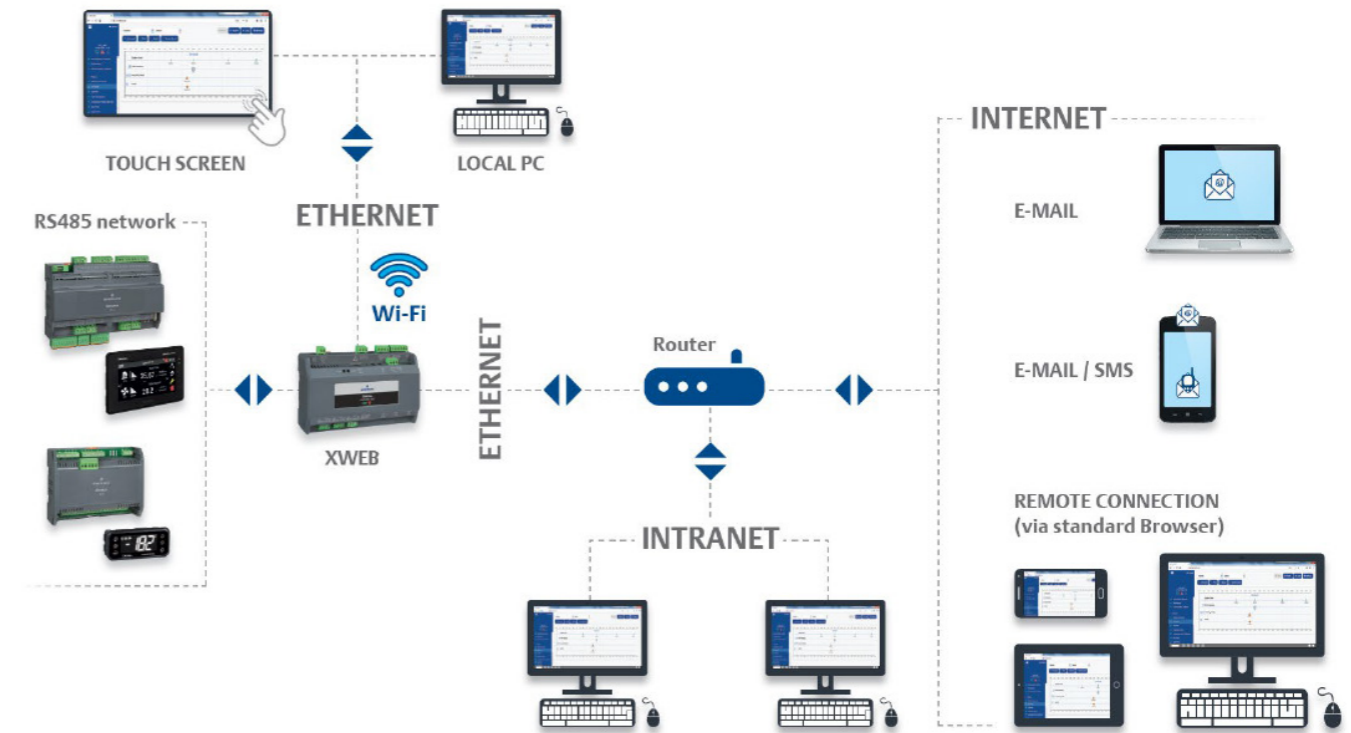 TOUCH SCREEN
LOCAL PC
RS485 network
ETHERNET
Wi-Fi
XWEB
ETHERNET
Router
INTRANET
INTERNET
E-MAIL
E-MAIL / SMS
REMOTE CONNECTION
(via standard Browser)